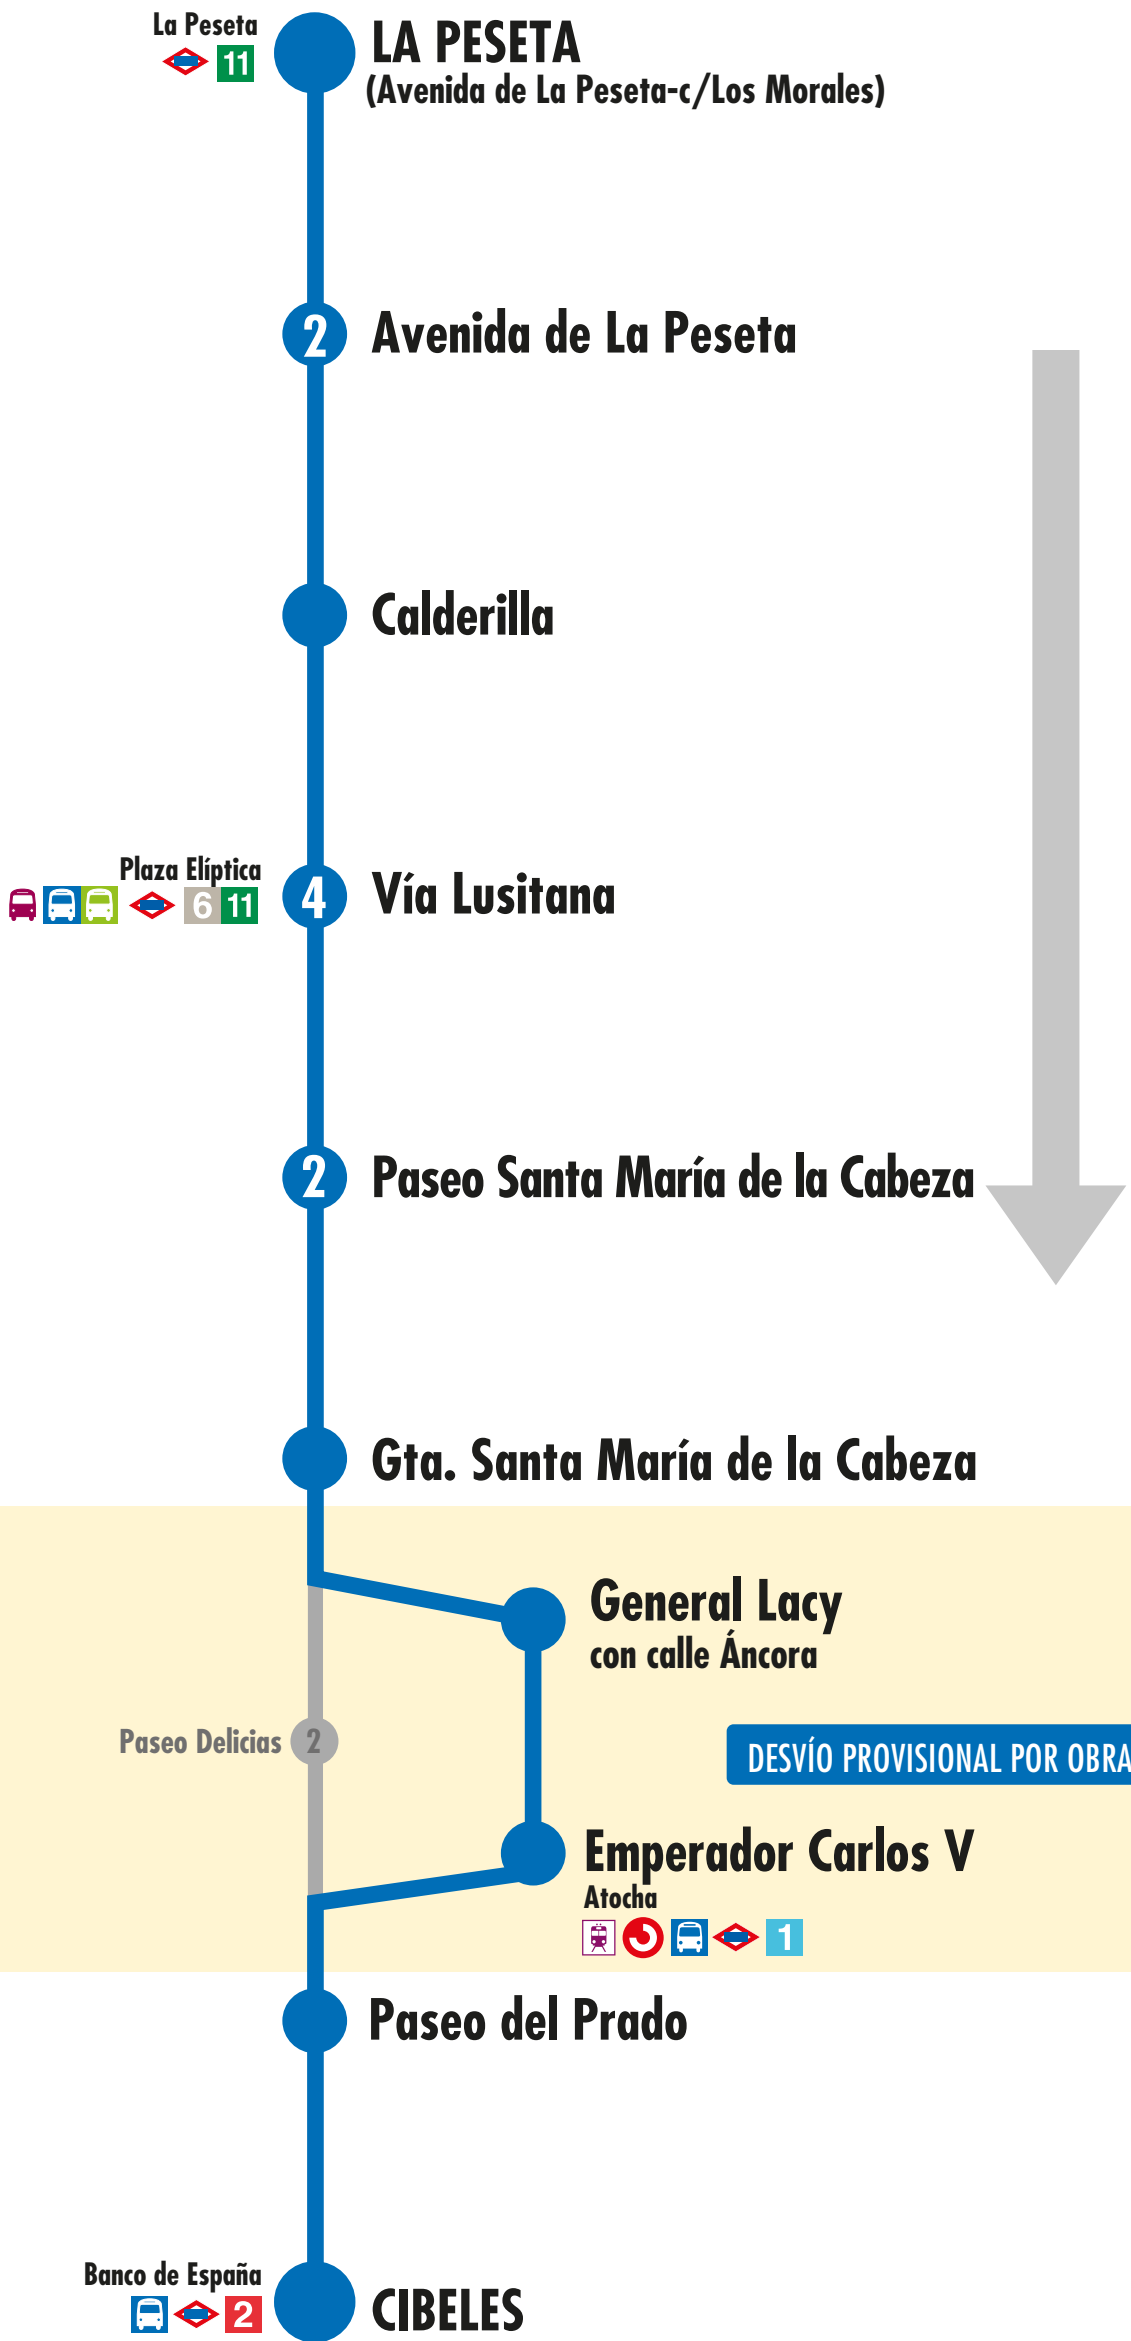 La Peseta
11
LA PESETA
(Avenida de La Peseta-c/Los Morales)
2
Avenida de La Peseta
Calderilla
Plaza Elíptica
6 11
4
Vía Lusitana
2
Paseo Santa María de la Cabeza
Gta. Santa María de la Cabeza
General Lacy
con calle Áncora
Paseo Delicias 2
DESVÍO PROVISIONAL POR OBRA
Emperador Carlos V
Atocha
1
Paseo del Prado
Banco de España
2
CIBELES